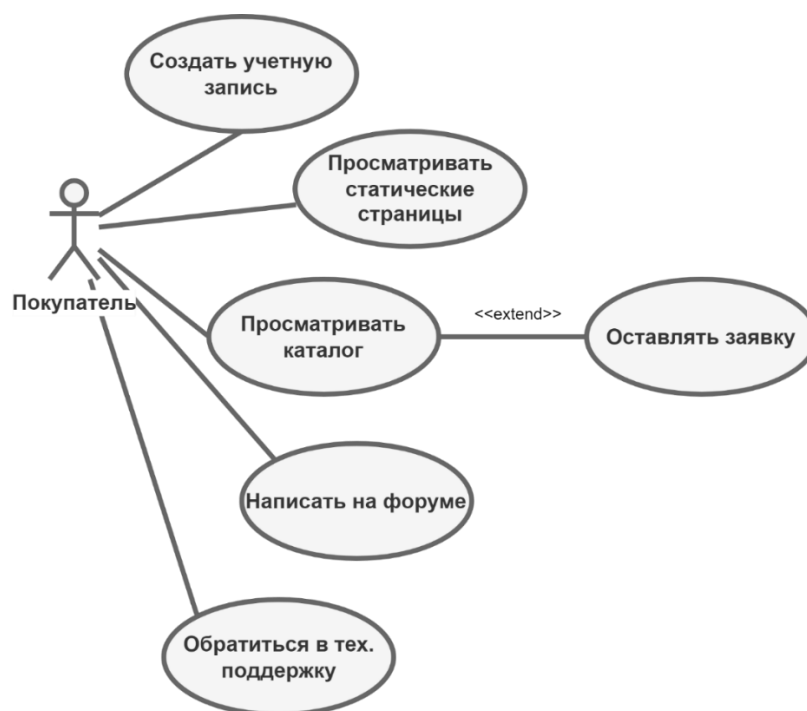 Создать учетную
запись
Просматривать
статические
страницы
Покупатель
Просматривать
каталог
<<extend>>
Оставлять заявку
Написать на форуме
Обратиться в тех.
поддержку